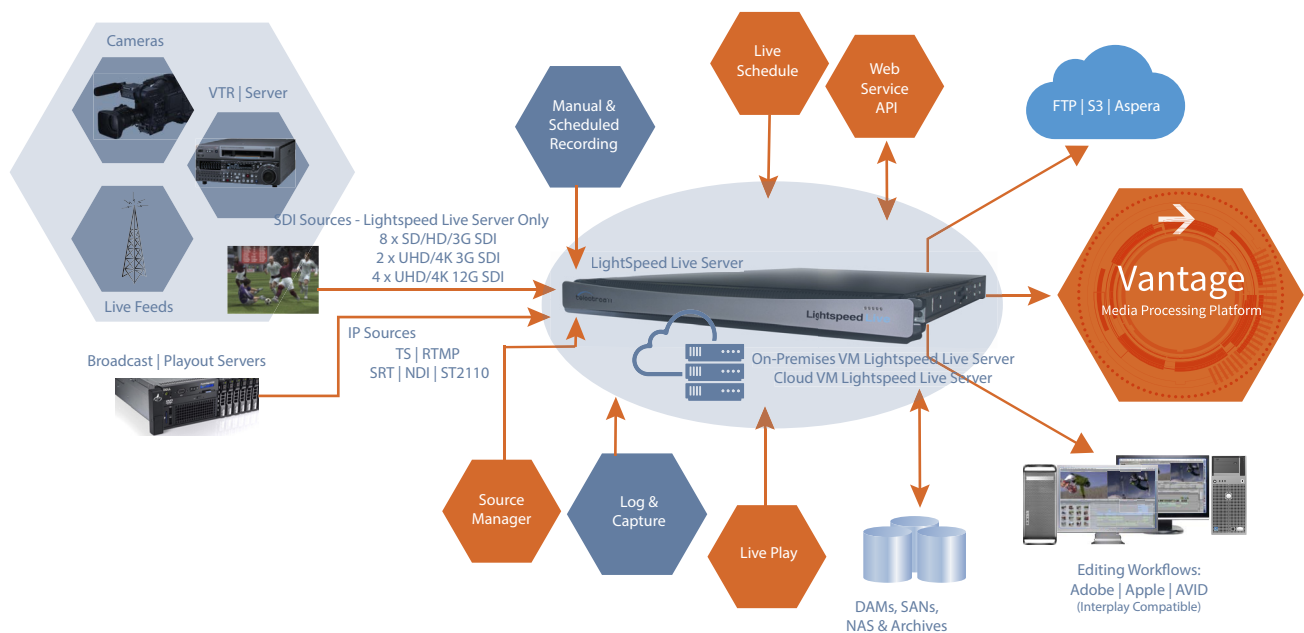 Cameras
VTR | Server
Live Feeds
SDI Sources - Lightspeed Live Server Only
8 x SD/HD/3G SDI
2 x UHD/4K 3G SDI
4 x UHD/4K 12G SDI
Broadcast | Playout Servers
IP Sources
TS | RTMP
SRT | NDI | ST2110
Manual &
Scheduled
Recording
Live
Schedule
Web
Service
API
FTP | S3 | Aspera
LightSpeed Live Server
telestream
Lightspeed
On-Premises VM Lightspeed Live Server
Cloud VM Lightspeed Live Server
Vantage
Media Processing Platform
Source
Manager
Log &
Capture
Live Play
DAMs, SANs,
NAS & Archives
Editing Workflows:
Adobe | Apple | AVID
(Interplay Compatible)